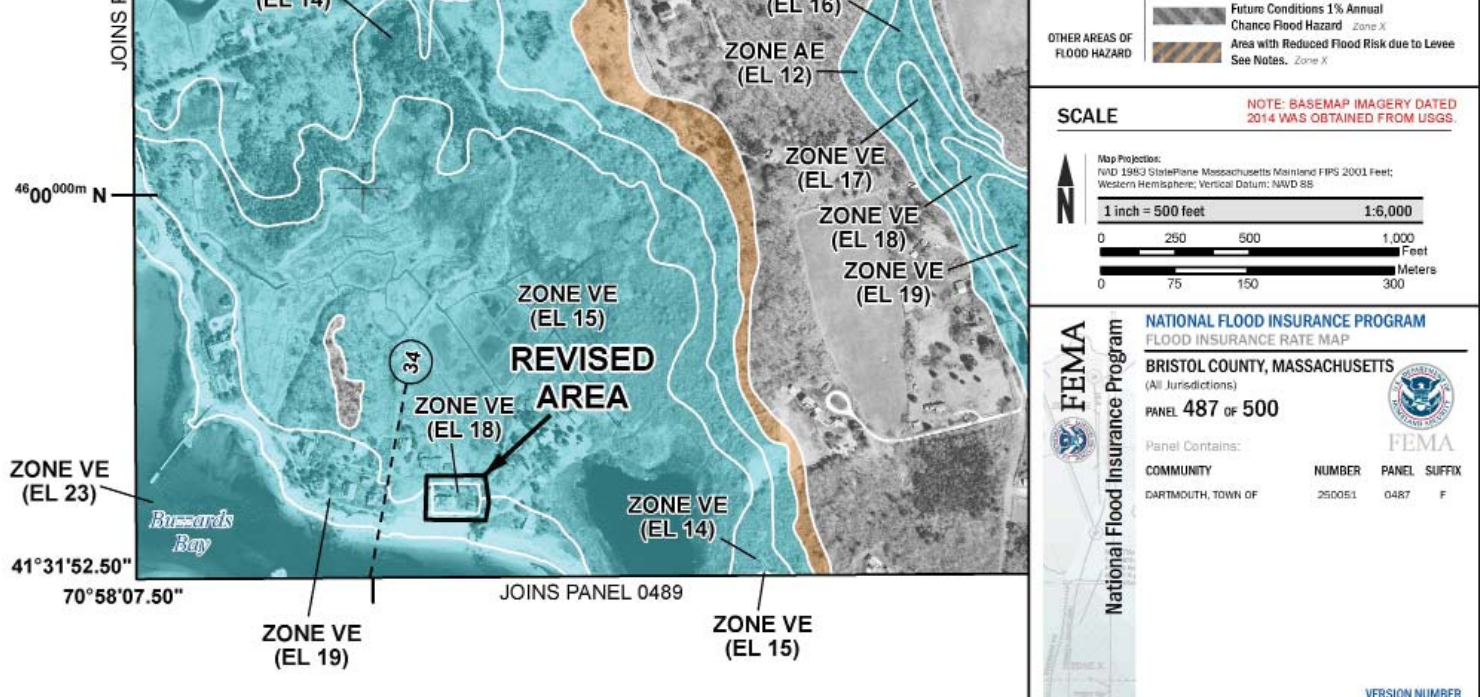 (EL 14)
(EL 16)
JOINS P
ZONE AE
(EL 12)
ZONE VE
(EL 17)
46 00 000m N
ZONE VE
(EL 18)
ZONE VE
(EL 19)
ZONE VE
(EL 15)
REVISED
AREA
34
ZONE VE
(EL 18)
ZONE VE
(EL 23)
Buzzards
Bay
ZONE VE
(EL 14)
41°31'52.50"
70°58'07.50"
JOINS PANEL 0489
ZONE VE
(EL 19)
ZONE VE
(EL 15)
OTHER AREAS OF
FLOOD HAZARD
Future Conditions 1% Annual
Chance Flood Hazard Zone X
Area with Reduced Flood Risk due to Levee
See Notes. Zone X
SCALE
NOTE: BASEMAP IMAGERY DATED
2014 WAS OBTAINED FROM USGS.
N
Map Projection:
NAD 1983 StatePlane Massachusetts Mainland FIPS 2001 Feet;
Western Hemisphere; Vertical Datum: NAVD 88
1 inch = 500 feet 1:6,000
0 250 500 1,000
Feet
Meters
0 75 150 300
FEMA
National Flood Insurance Program
NATIONAL FLOOD INSURANCE PROGRAM
FLOOD INSURANCE RATE MAP
BRISTOL COUNTY, MASSACHUSETTS
(All Jurisdictions)
PANEL 487 OF 500
FEMA
Panel Contains:
COMMUNITY NUMBER PANEL SUFFIX
DARTMOUTH, TOWN OF 250051 0487 F
ZONE X
VERSION NUMBER